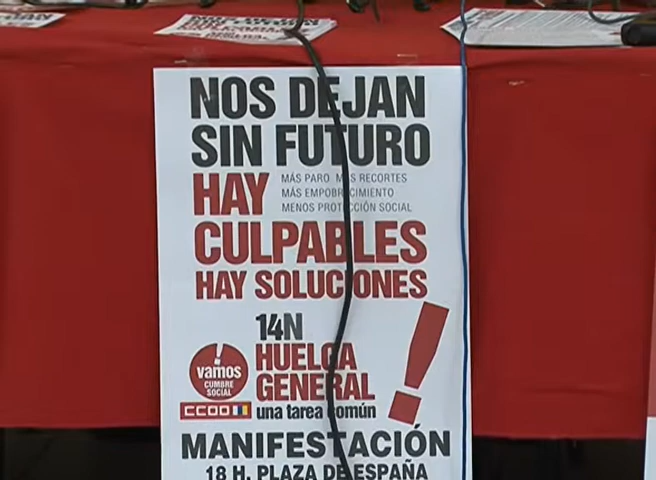 NOS DEJAN
SIN FUTURO
HAY
MÁS PARO MÁS RECORTES
MÁS EMPOBRECIMIENTO
MENOS PROTECCIÓN SOCIAL
CULPABLES
HAY SOLUCIONES
14N
HUELGA
GENERAL
una tarea común
!
vamos
CUMBRE
SOCIAL
CCOO
MANIFESTACIÓN
18 H. PLAZA DE ESPAÑA